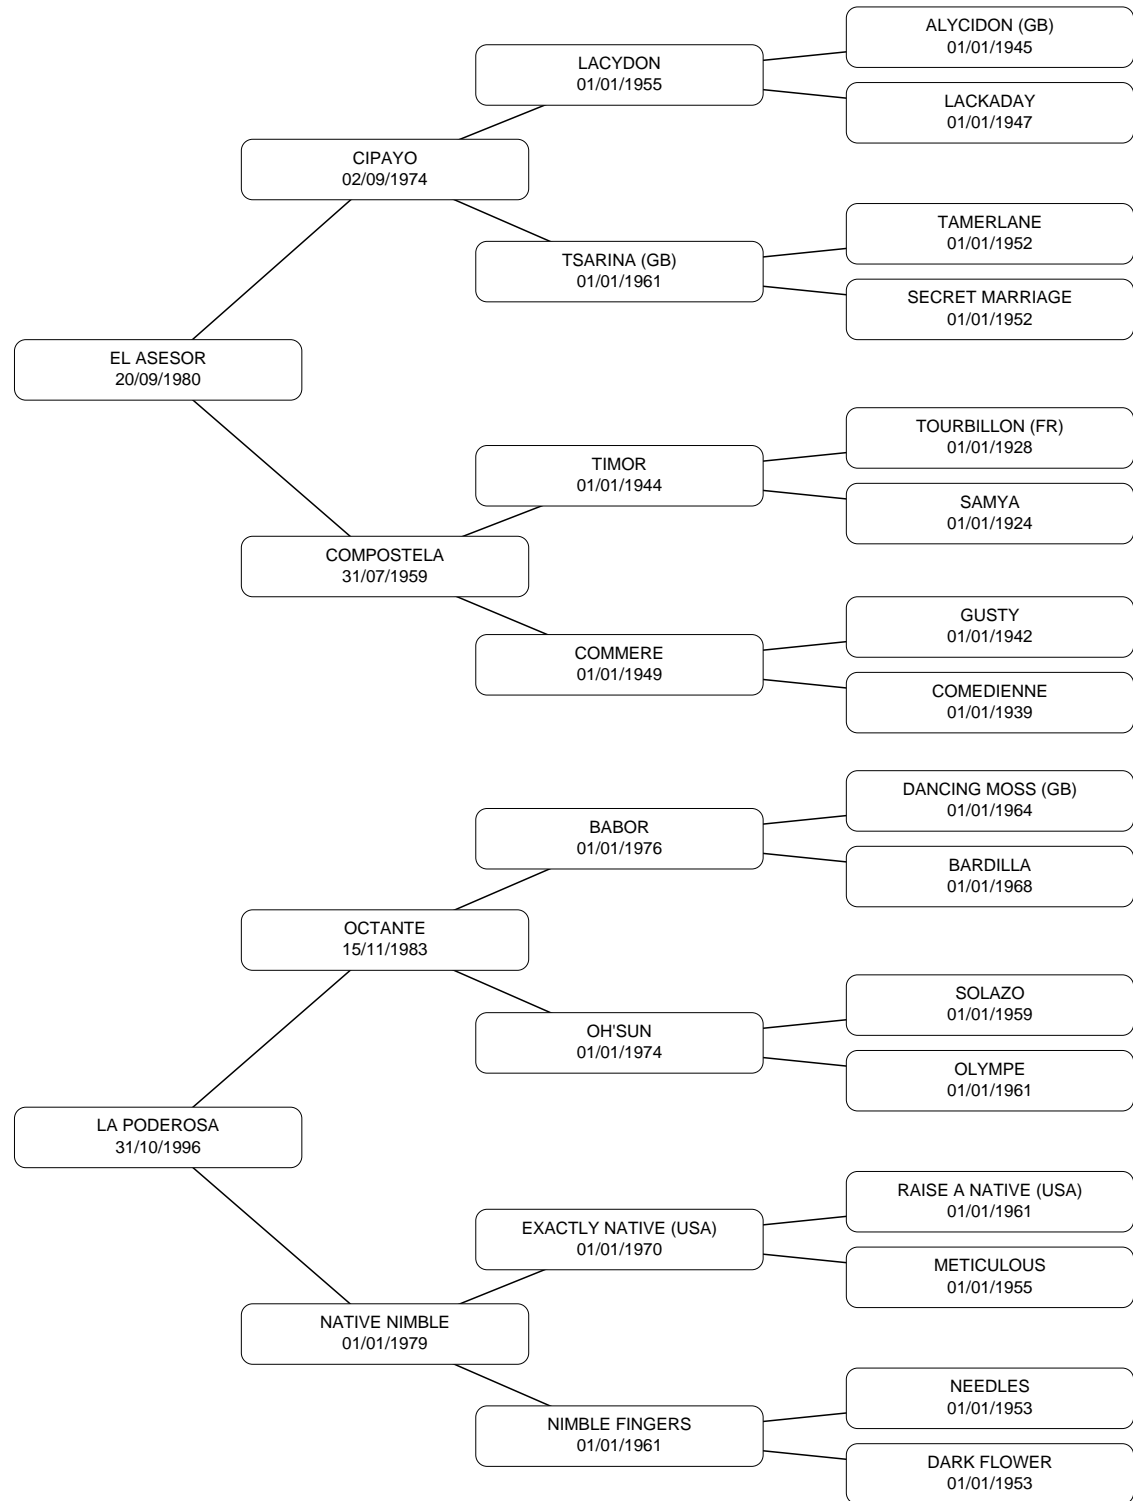 ALYCIDON (GB)
01/01/1945
LACYDON
01/01/1955
LACKADAY
01/01/1947
CIPAYO
02/09/1974
TAMERLANE
01/01/1952
TSARINA (GB)
01/01/1961
SECRET MARRIAGE
01/01/1952
EL ASESOR
20/09/1980
TOURBILLON (FR)
01/01/1928
TIMOR
01/01/1944
SAMYA
01/01/1924
COMPOSTELA
31/07/1959
GUSTY
01/01/1942
COMMERE
01/01/1949
COMEDIENNE
01/01/1939
DANCING MOSS (GB)
01/01/1964
BABOR
01/01/1976
BARDILLA
01/01/1968
OCTANTE
15/11/1983
SOLAZO
01/01/1959
OH'SUN
01/01/1974
OLYMPE
01/01/1961
LA PODEROSA
31/10/1996
RAISE A NATIVE (USA)
01/01/1961
EXACTLY NATIVE (USA)
01/01/1970
METICULOUS
01/01/1955
NATIVE NIMBLE
01/01/1979
NEEDLES
01/01/1953
NIMBLE FINGERS
01/01/1961
DARK FLOWER
01/01/1953